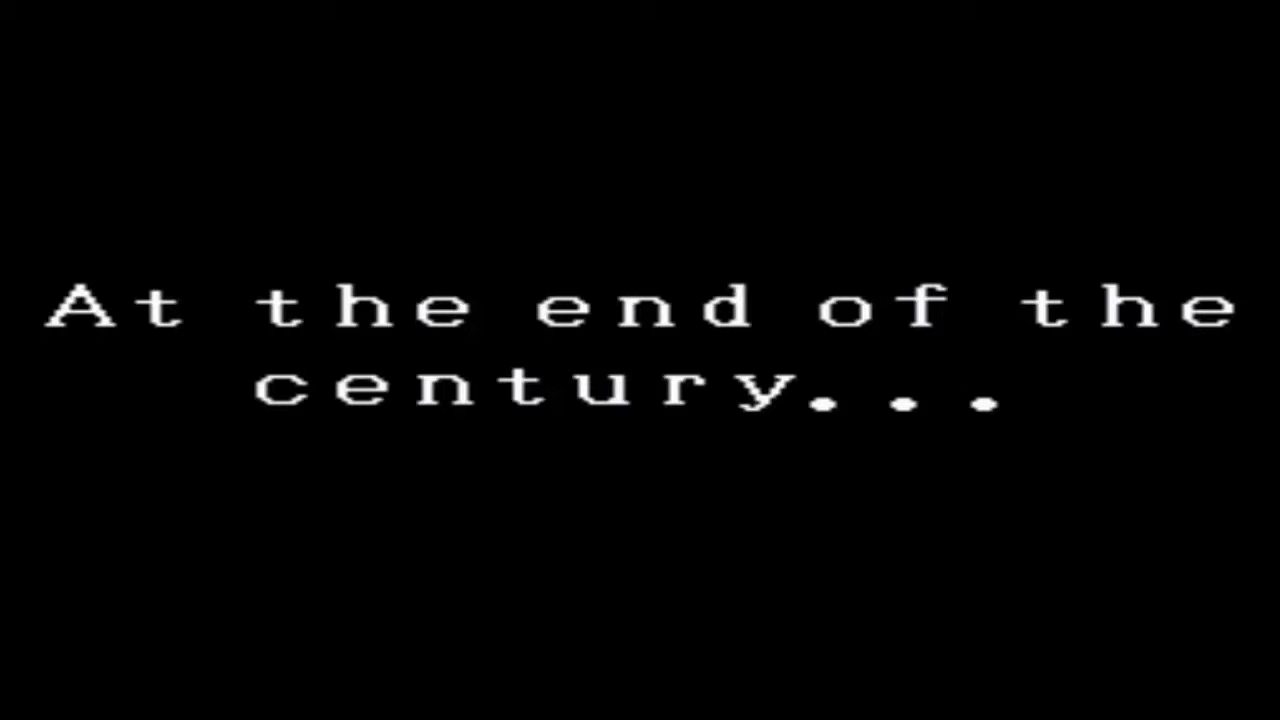 At the end of the
century...